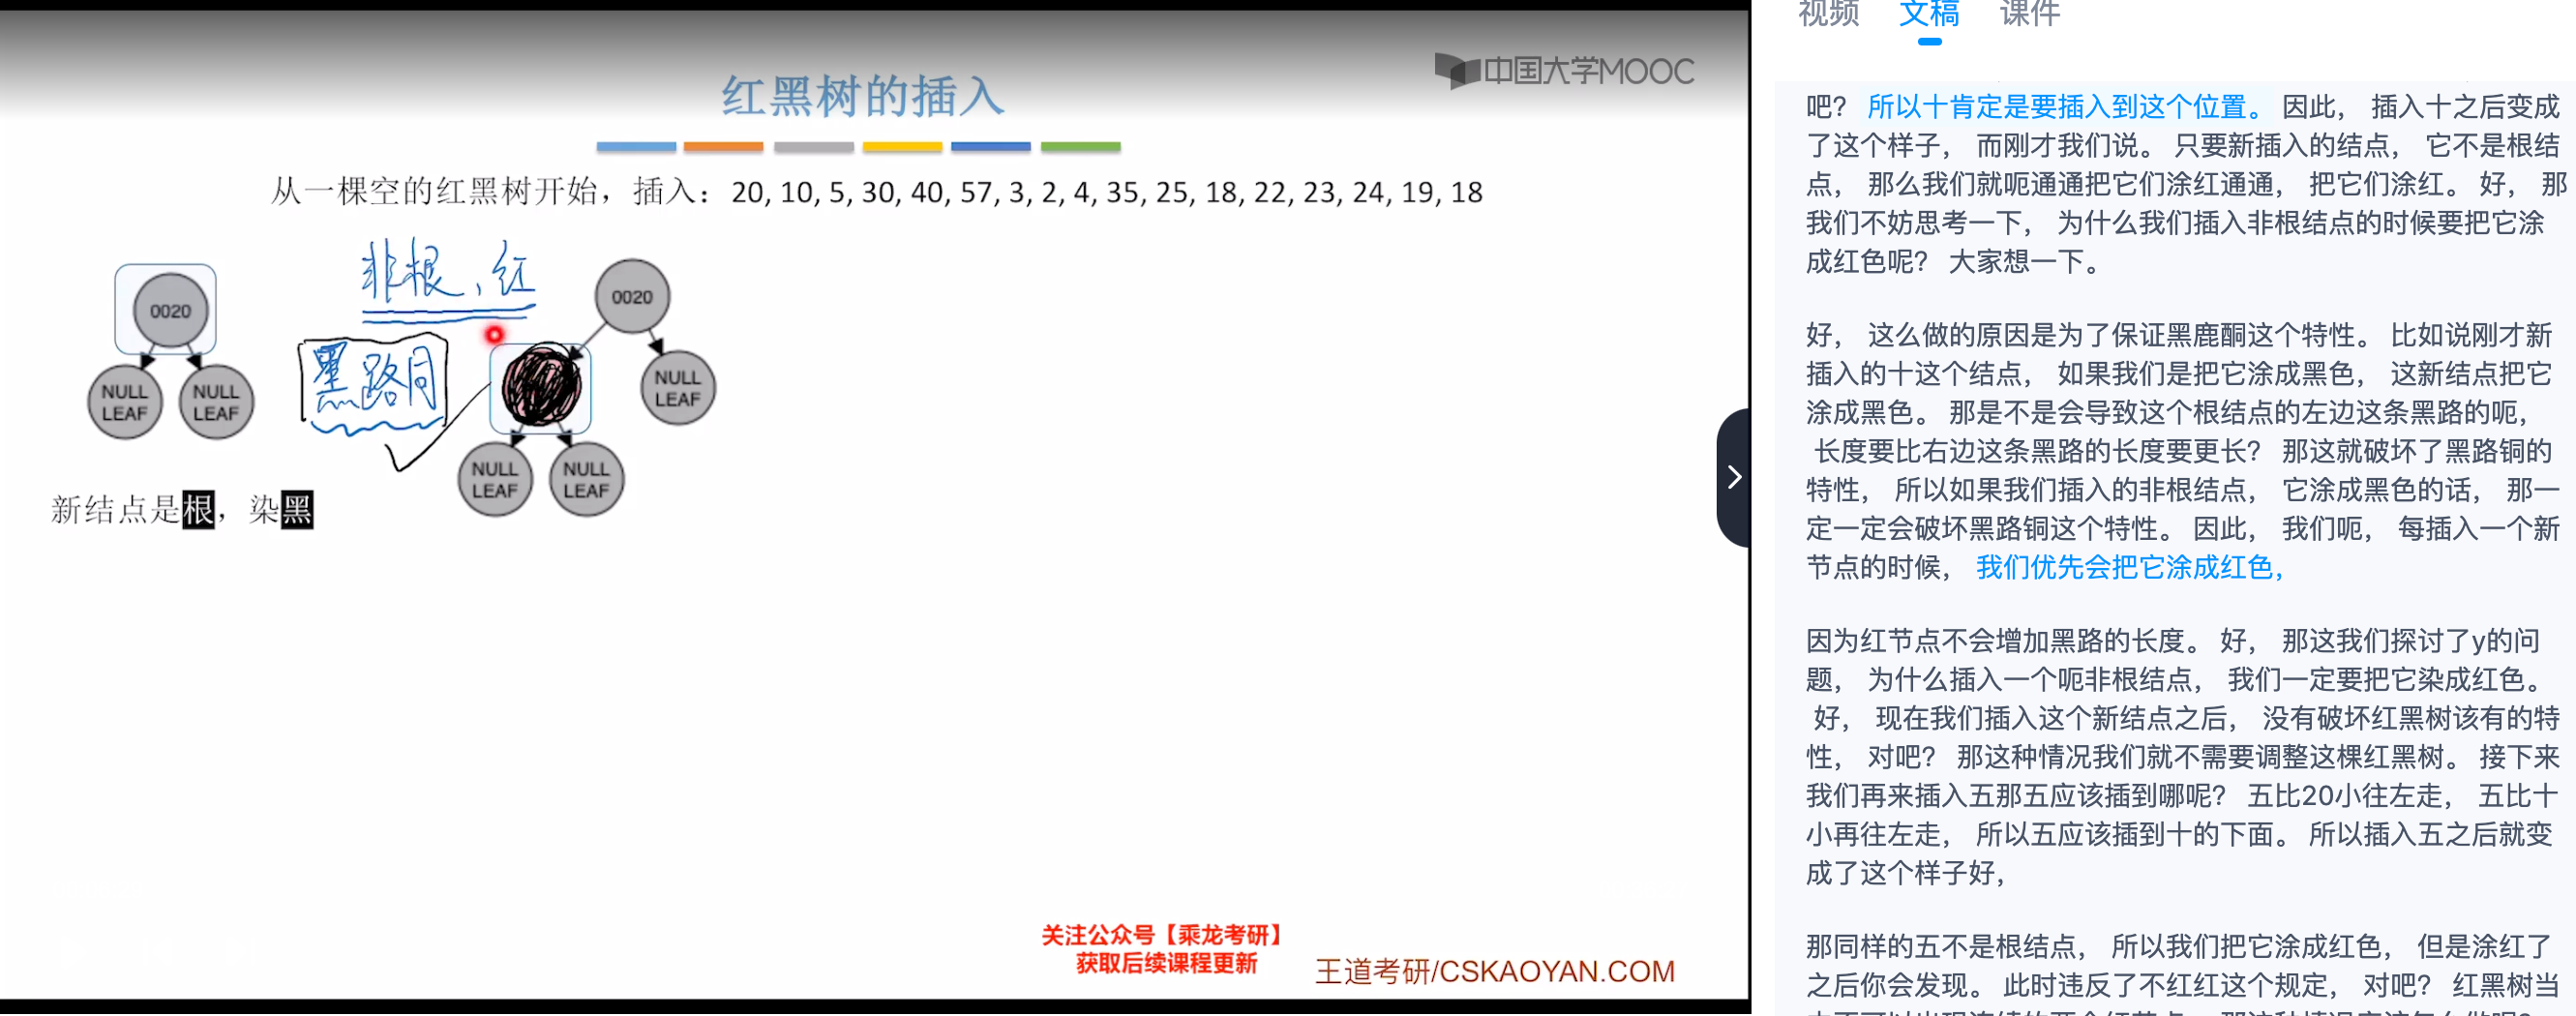 视频 文稿 课件
中国大学MOOC
红黑树的插入
从一棵空的红黑树开始，插入：20, 10, 5, 30, 40, 57, 3, 2, 4, 35, 25, 18, 22, 23, 24, 19, 18
非根、红
0020
0020
黑路同
NULL LEAF
NULL LEAF
NULL LEAF
NULL LEAF
NULL LEAF
新结点是根，染黑
关注公众号【乘龙考研】
获取后续课程更新
王道考研/CSKAOYAN.COM
吧？ 所以十肯定是要插入到这个位置。 因此， 插入十之后变成
了这个样子， 而刚才我们说。 只要新插入的结点， 它不是根结
点， 那么我们就呃通通把它们涂红通通， 把它们涂红。 好， 那
我们不妨思考一下， 为什么我们插入非根结点的时候要把它涂
成红色呢？ 大家想一下。
好， 这么做的原因是为了保证黑鹿酮这个特性。 比如说刚才新
插入的十这个结点， 如果我们是把它涂成黑色， 这新结点把它
涂成黑色。 那是不是会导致这个根结点的左边这条黑路的呃，
长度要比右边这条黑路的长度要更长？ 那这就破坏了黑路铜的
特性， 所以如果我们插入的非根结点， 它涂成黑色的话， 那一
定一定会破坏黑路铜这个特性。 因此， 我们呃， 每插入一个新
节点的时候， 我们优先会把它涂成红色，
因为红节点不会增加黑路的长度。 好， 那这我们探讨了y的问
题， 为什么插入一个呃非根结点， 我们一定要把它染成红色。
好， 现在我们插入这个新结点之后， 没有破坏红黑树该有的特
性， 对吧？ 那这种情况我们就不需要调整这棵红黑树。 接下来
我们再来插入五那五应该插到哪呢？ 五比20小往左走， 五比十
小再往左走， 所以五应该插到十的下面。 所以插入五之后就变
成了这个样子好，
那同样的五不是根结点， 所以我们把它涂成红色， 但是涂红了
之后你会发现。 此时违反了不红红这个规定， 对吧？ 红黑树当